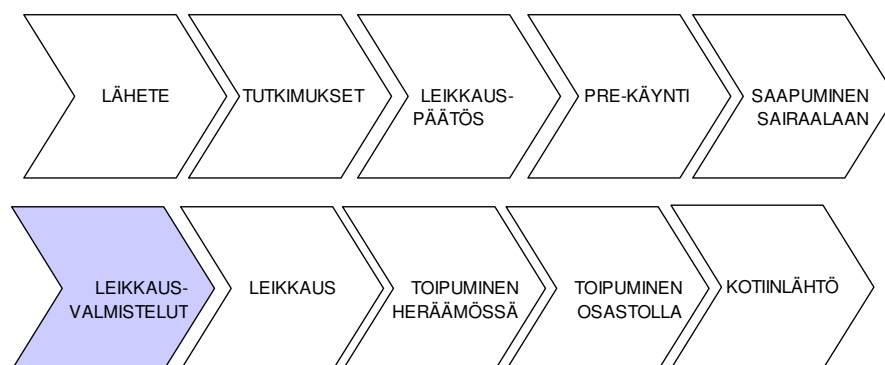 LÄHETE
TUTKIMUKSET
LEIKKAUS-
PÄÄTÖS
PRE-KÄYNTI
SAAPUMINEN
SAIRAALAAN
LEIKKAUS-
VALMISTELUT
LEIKKAUS
TOIPUMINEN
HERÄÄMÖSSÄ
TOIPUMINEN
OSASTOLLA
KOTIINLÄHTÖ